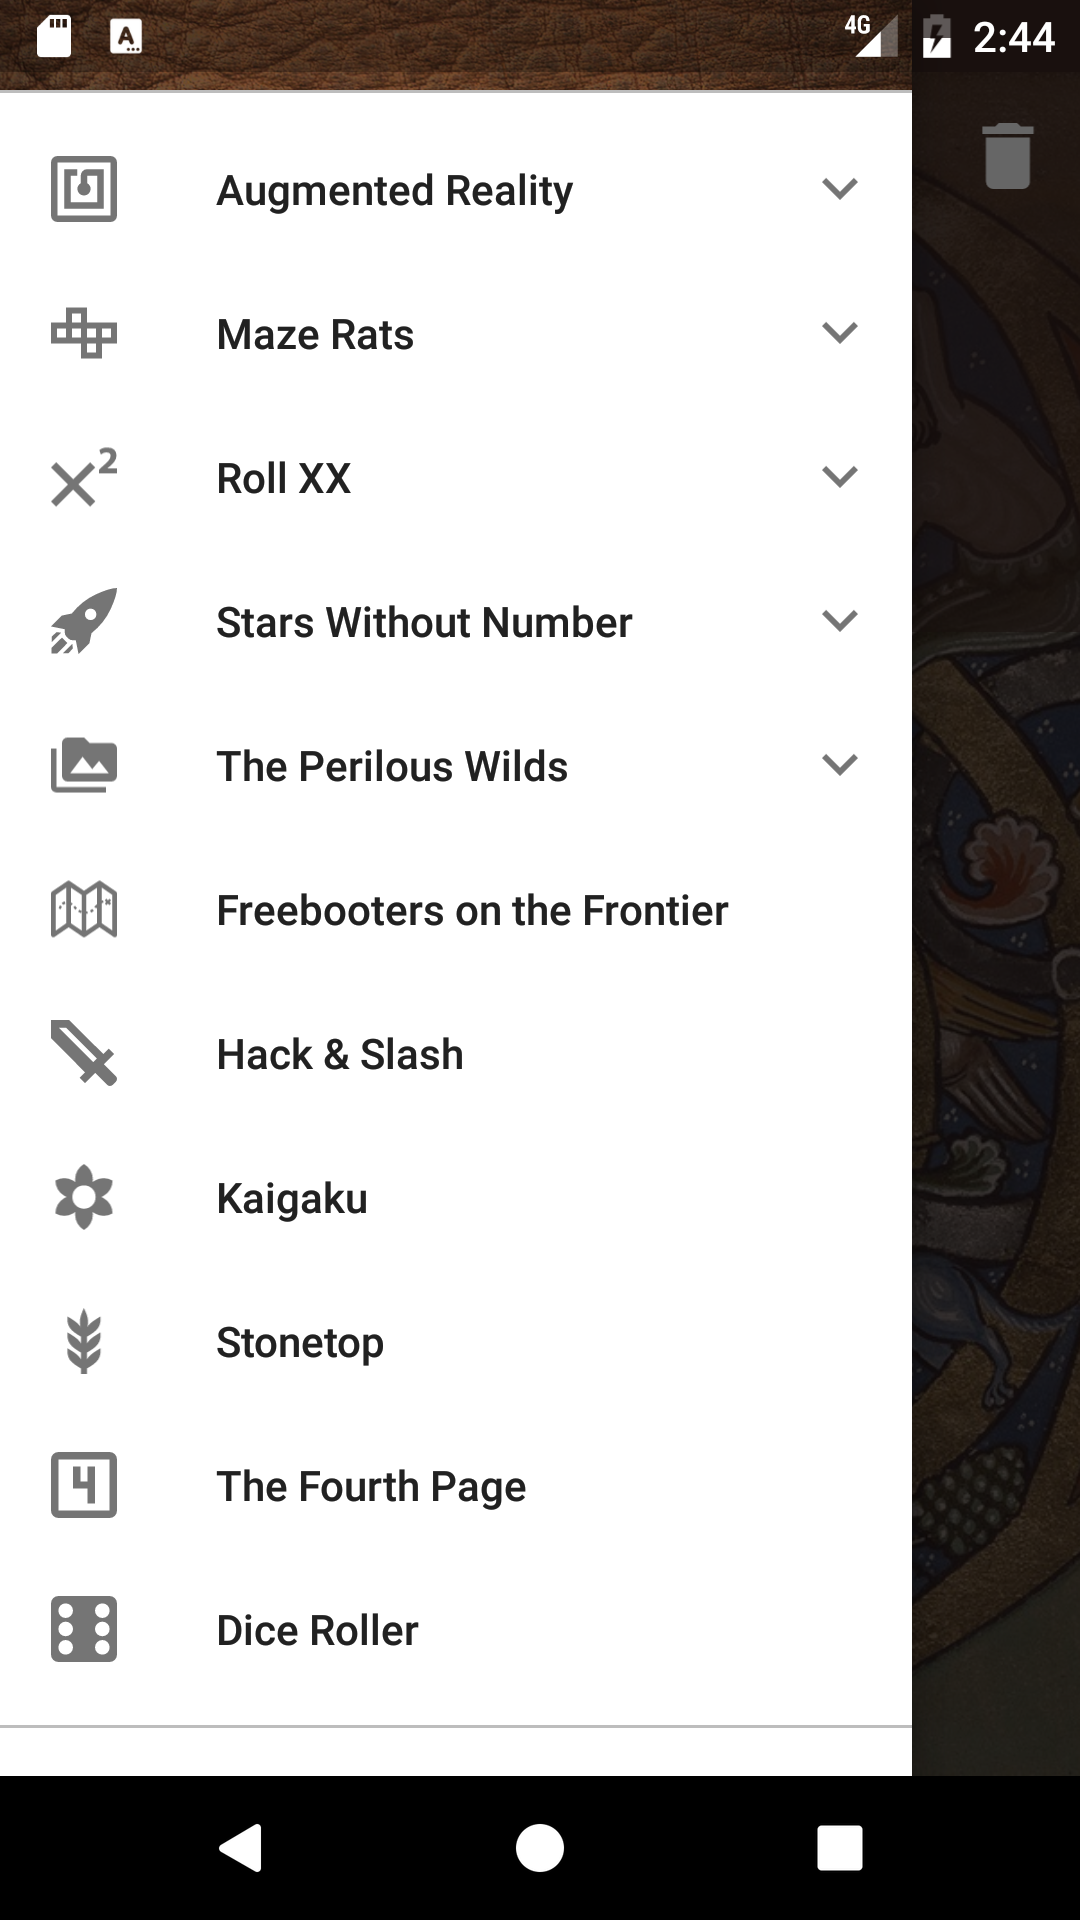 4G 2:44
Augmented Reality
Maze Rats
Roll XX
Stars Without Number
The Perilous Wilds
Freebooters on the Frontier
Hack & Slash
Kaigaku
Stonetop
The Fourth Page
Dice Roller